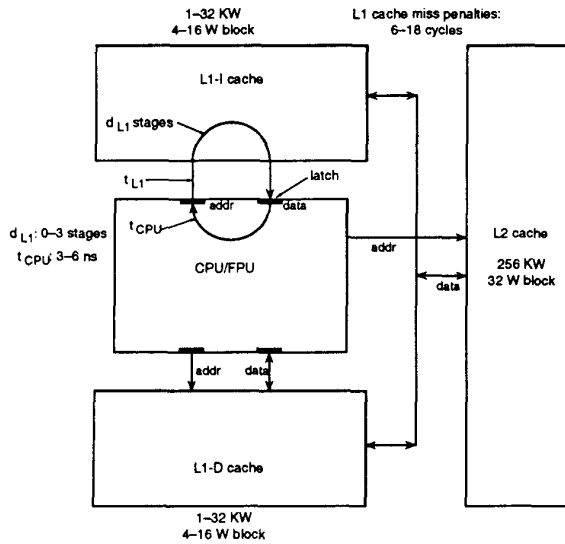 1–32 KW
4–16 W block
L1 cache miss penalties:
6–18 cycles
L1-I cache
d L1 stages
t L1
latch
addr
data
t CPU
d L1: 0–3 stages
t CPU: 3–6 ns
CPU/FPU
addr
L2 cache
256 KW
32 W block
data
addr
data
L1-D cache
1–32 KW
4–16 W block